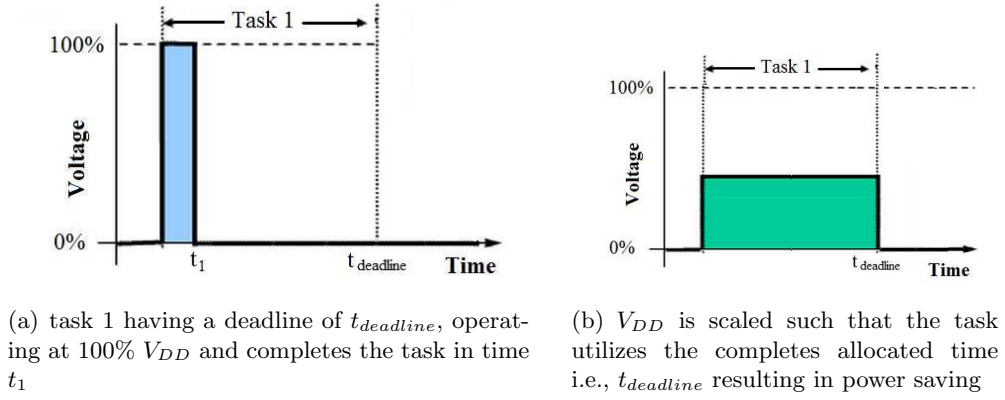 Task 1
100%
Voltage
0%
t1
tdeadline
Time
(a) task 1 having a deadline of tdeadline, operat-
ing at 100% VDD and completes the task in time
t1
Task 1
100%
Voltage
0%
tdeadline
Time
(b) VDD is scaled such that the task
utilizes the completes allocated time
i.e., tdeadline resulting in power saving